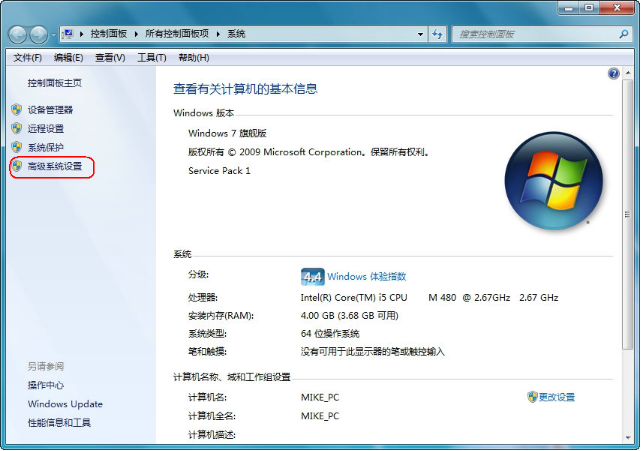 控制面板 ▸ 所有控制面板项 ▸ 系统
搜索控制面板
文件(F) 编辑(E) 查看(V) 工具(T) 帮助(H)
控制面板主页
设备管理器
远程设置
系统保护
高级系统设置
查看有关计算机的基本信息
Windows 版本
Windows 7 旗舰版
版权所有 © 2009 Microsoft Corporation。保留所有权利。
Service Pack 1
系统
分级: 4.4 Windows 体验指数
处理器: Intel(R) Core(TM) i5 CPU M 480 @ 2.67GHz 2.67 GHz
安装内存(RAM): 4.00 GB (3.68 GB 可用)
系统类型: 64 位操作系统
笔和触摸: 没有可用于此显示器的笔或触控输入
计算机名称、域和工作组设置
计算机名: MIKE_PC 更改设置
计算机全名: MIKE_PC
计算机描述:
另请参阅
操作中心
Windows Update
性能信息和工具